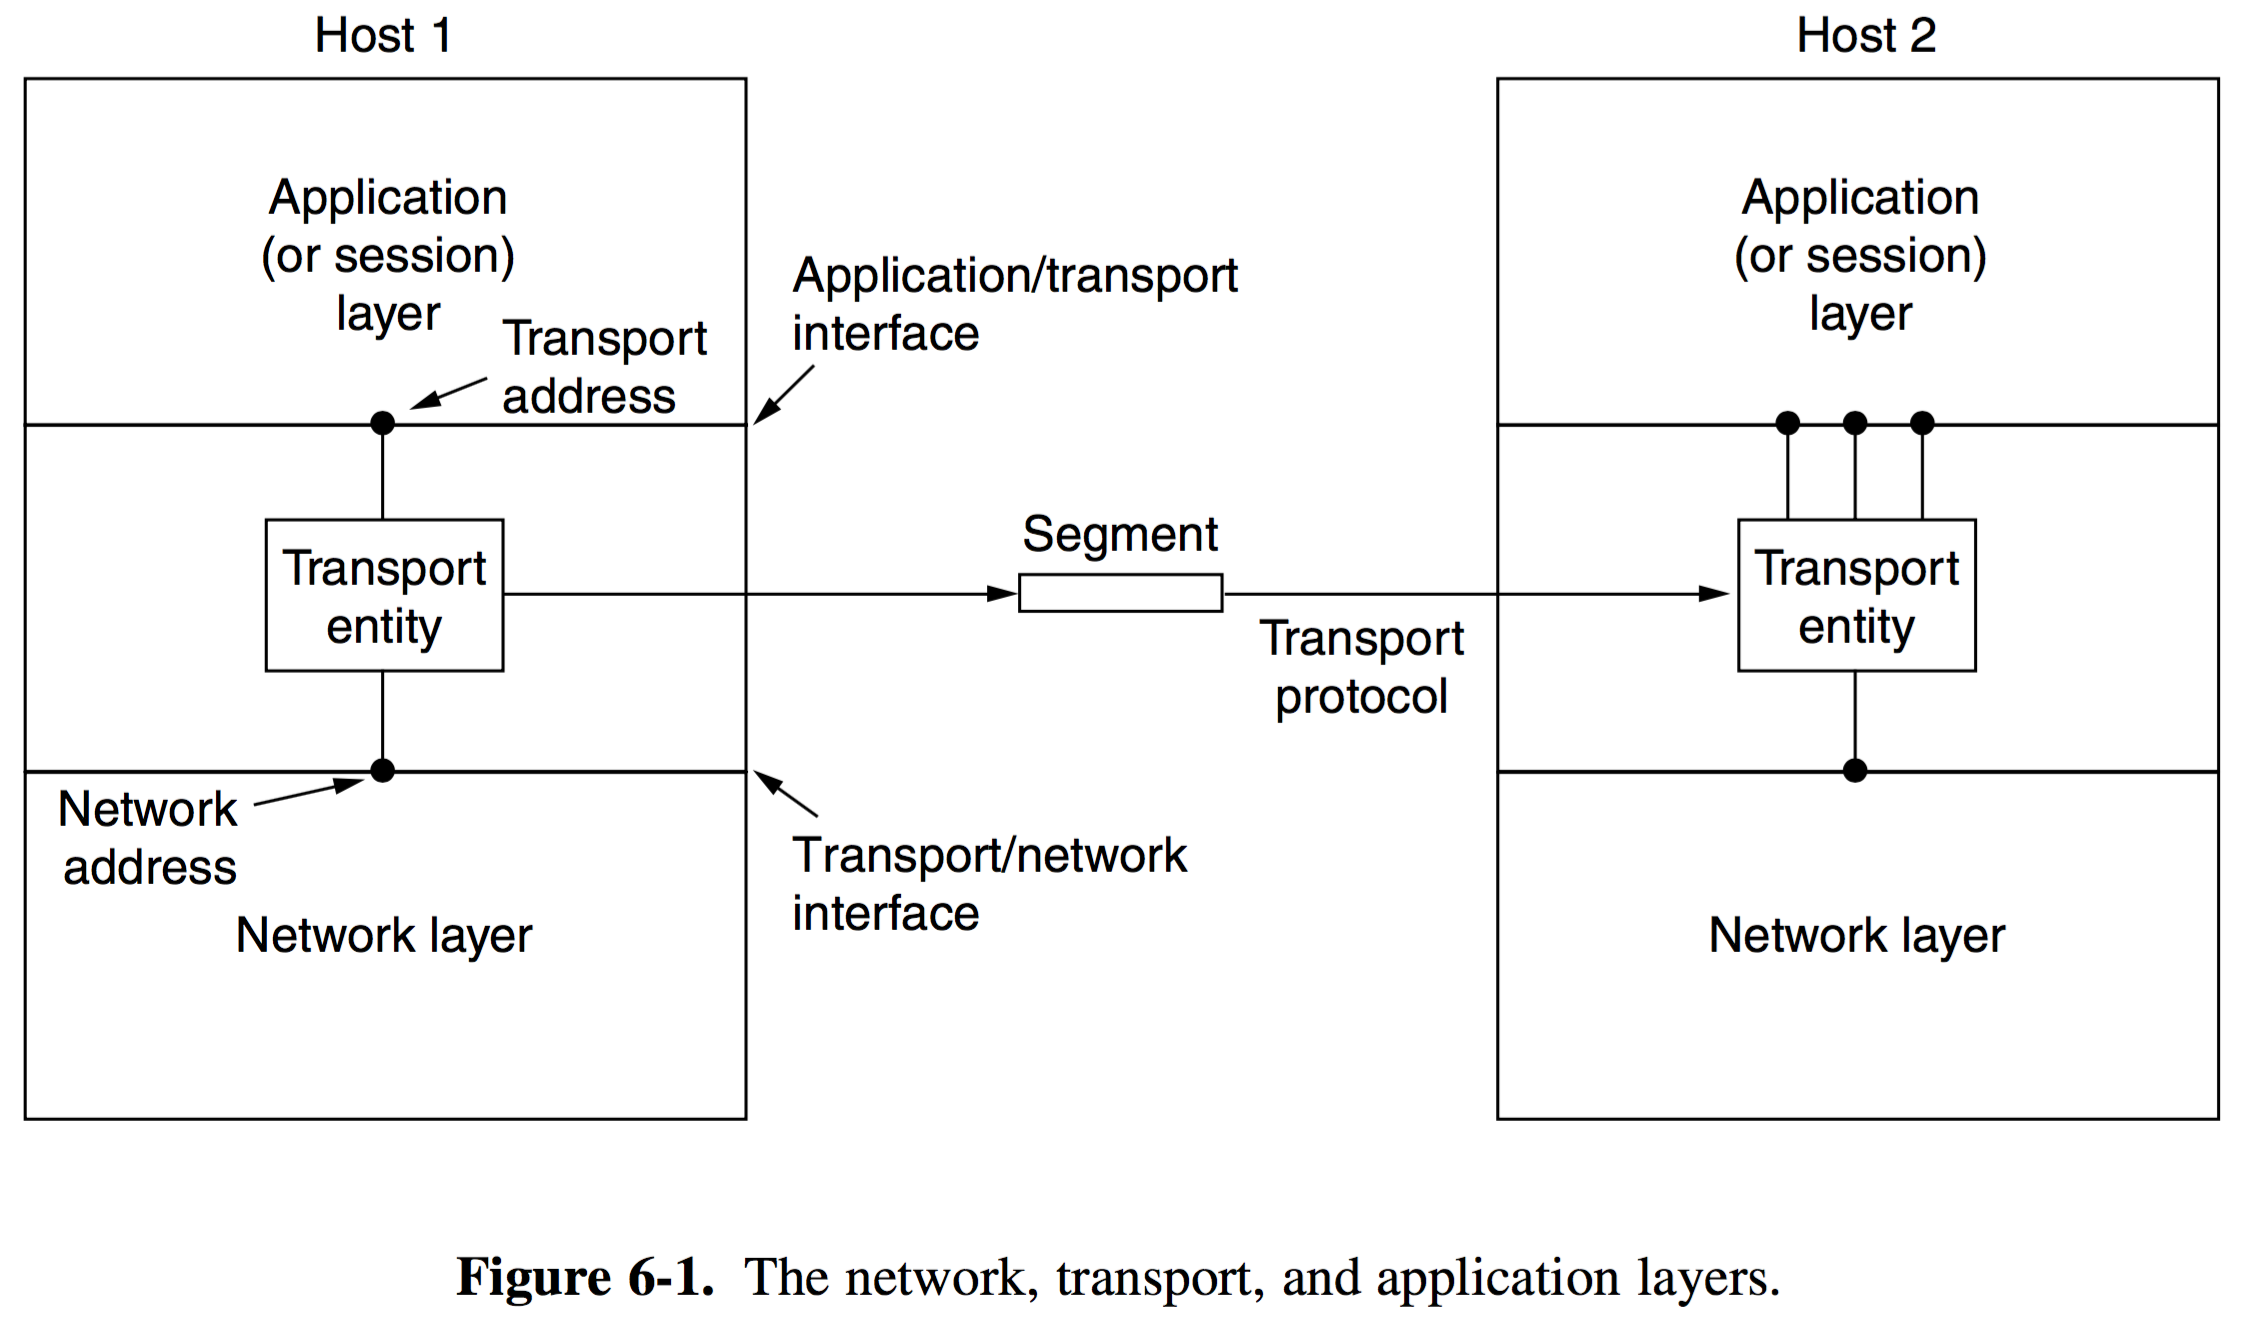 Host 1
Host 2
Application
(or session)
layer
Transport
address
Application/transport
interface
Application
(or session)
layer
Transport
entity
Segment
Transport
protocol
Transport
entity
Network
address
Network layer
Transport/network
interface
Network layer
Figure 6-1. The network, transport, and application layers.